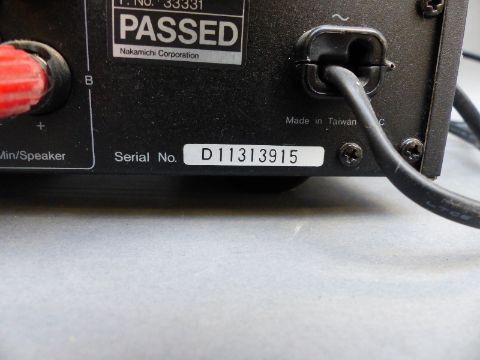 F. No. 33331
PASSED
Nakamichi Corporation
~
B
+
Min/Speaker
Made in Taiwan
Serial No. D11313915